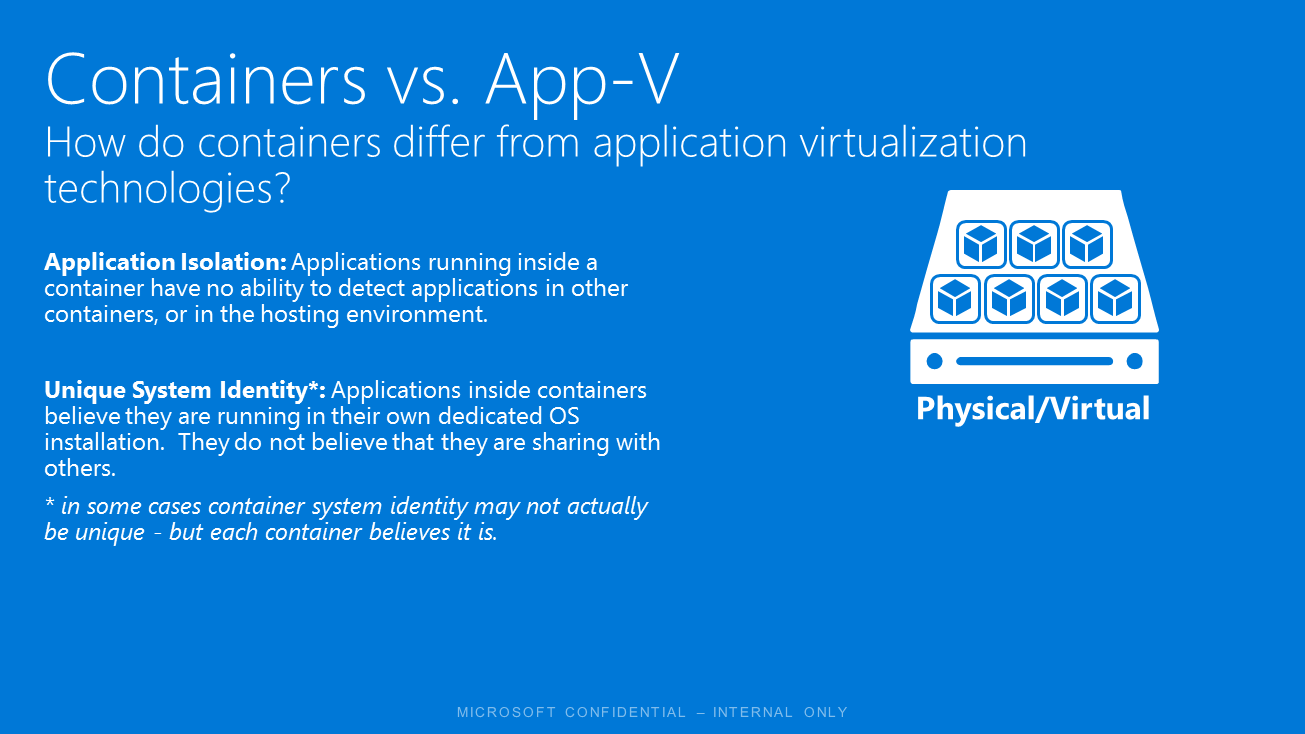 Containers vs. App-V
How do containers differ from application virtualization
technologies?
Application Isolation: Applications running inside a
container have no ability to detect applications in other
containers, or in the hosting environment.
Unique System Identity*: Applications inside containers
believe they are running in their own dedicated OS
installation.  They do not believe that they are sharing with
others.
* in some cases container system identity may not actually
be unique - but each container believes it is.
Physical/Virtual
MICROSOFT CONFIDENTIAL – INTERNAL ONLY